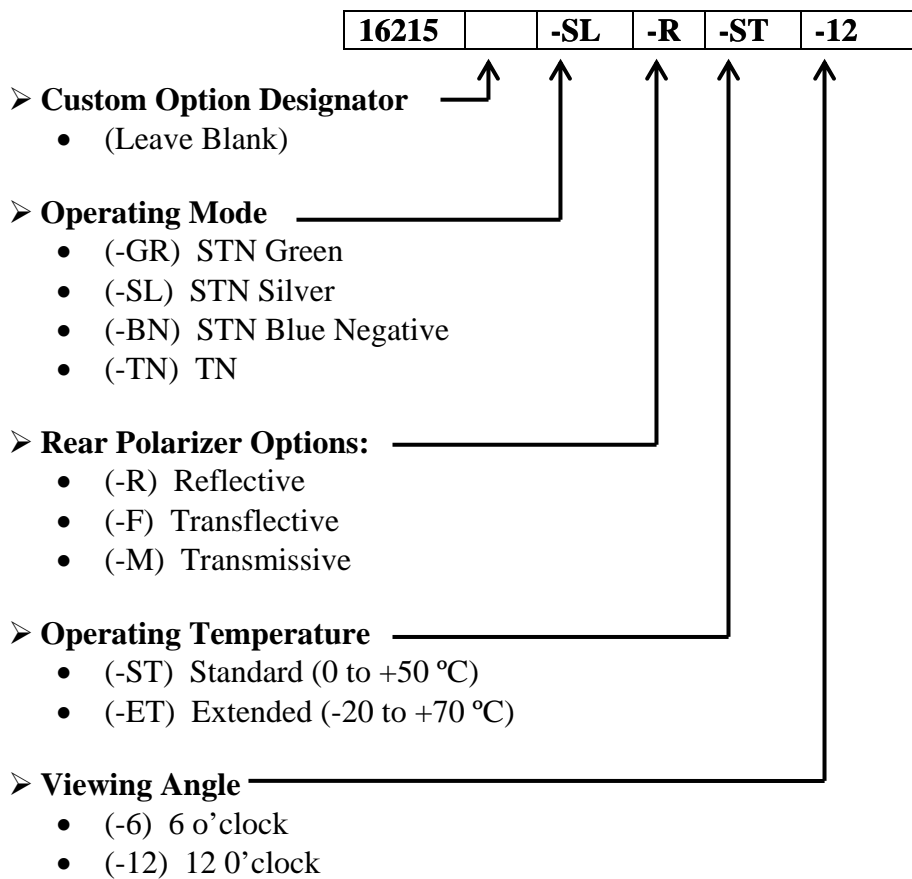 16215 -SL -R -ST -12
➢ Custom Option Designator
• (Leave Blank)
➢ Operating Mode
• (-GR) STN Green
• (-SL) STN Silver
• (-BN) STN Blue Negative
• (-TN) TN
➢ Rear Polarizer Options:
• (-R) Reflective
• (-F) Transflective
• (-M) Transmissive
➢ Operating Temperature
• (-ST) Standard (0 to +50 ºC)
• (-ET) Extended (-20 to +70 ºC)
➢ Viewing Angle
• (-6) 6 o’clock
• (-12) 12 0’clock